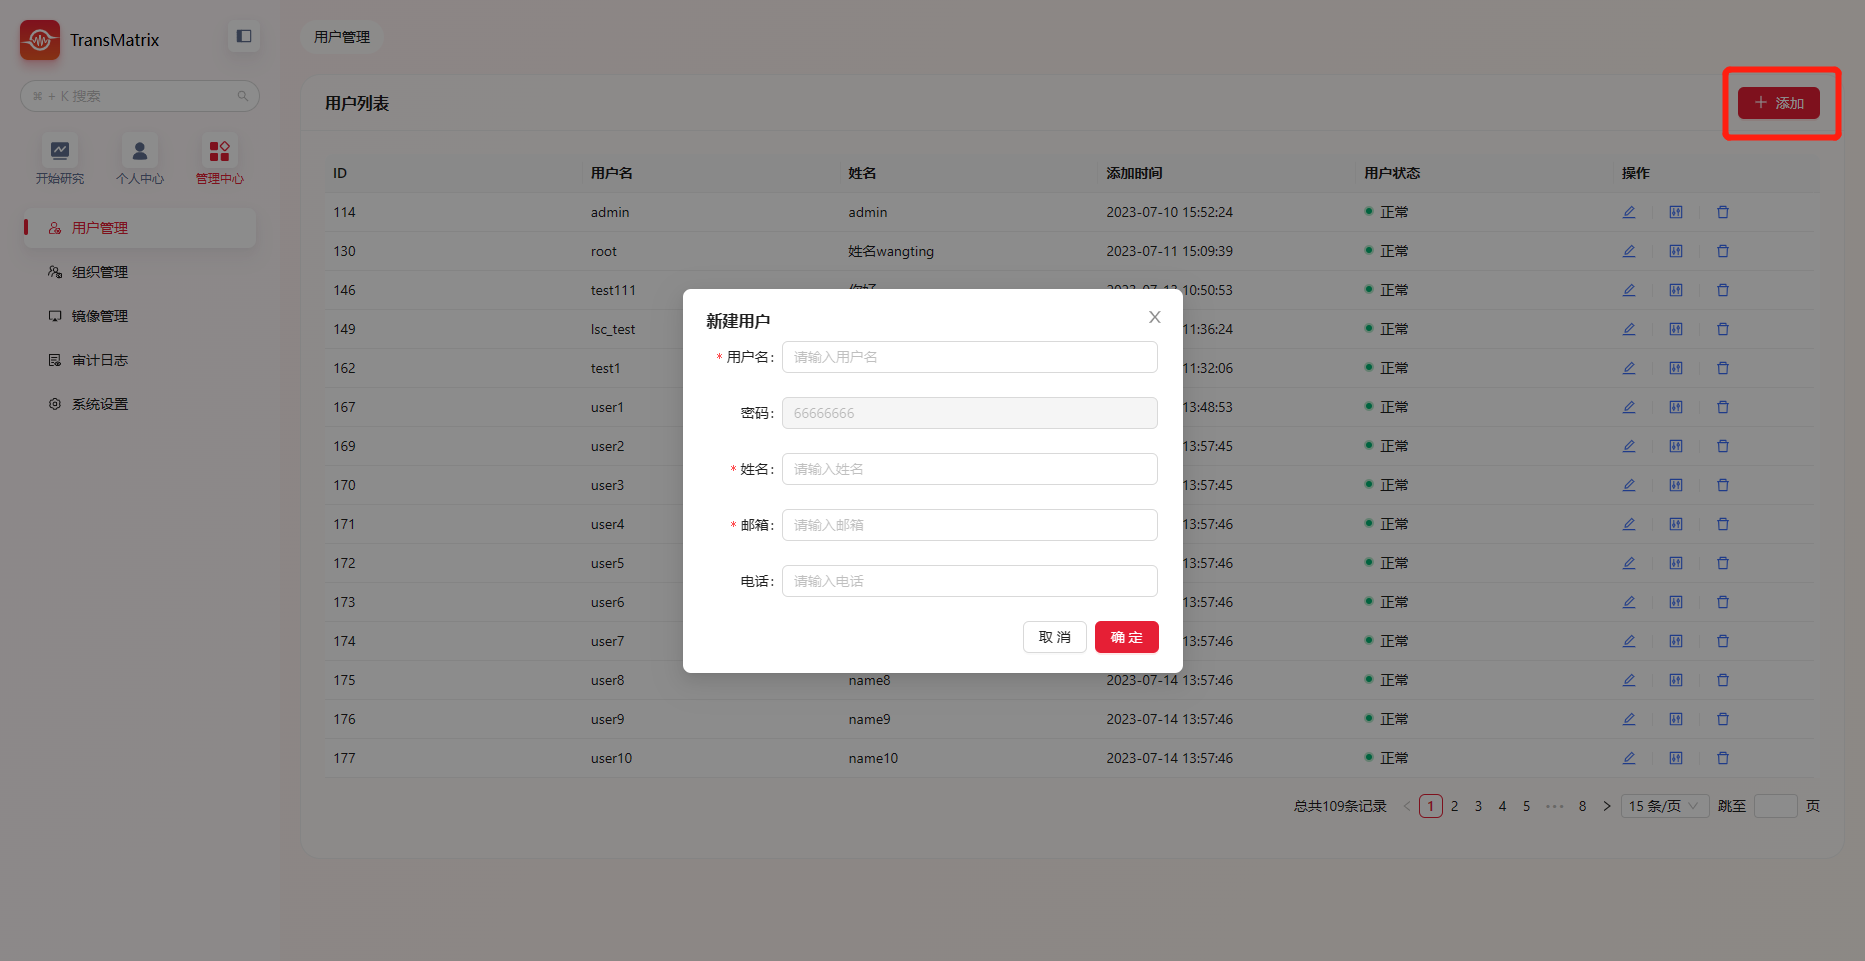 TransMatrix
⌘ + K 搜索
开始研究 个人中心 管理中心
用户管理
组织管理
镜像管理
审计日志
系统设置
用户管理
用户列表
添加
ID 用户名 姓名 添加时间 用户状态 操作
114 admin admin 2023-07-10 15:52:24 正常
130 root 姓名wangting 2023-07-11 15:09:39 正常
146 test111 10:50:53 正常
149 lsc_test 11:36:24 正常
162 test1 11:32:06 正常
167 user1 13:48:53 正常
169 user2 13:57:45 正常
170 user3 13:57:45 正常
171 user4 13:57:46 正常
172 user5 13:57:46 正常
173 user6 13:57:46 正常
174 user7 13:57:46 正常
175 user8 name8 2023-07-14 13:57:46 正常
176 user9 name9 2023-07-14 13:57:46 正常
177 user10 name10 2023-07-14 13:57:46 正常
总共109条记录 < 1 2 3 4 5 ••• 8 > 15 条/页 跳至 页
新建用户
* 用户名: 请输入用户名
密码: 66666666
* 姓名: 请输入姓名
* 邮箱: 请输入邮箱
电话: 请输入电话
取 消 确 定